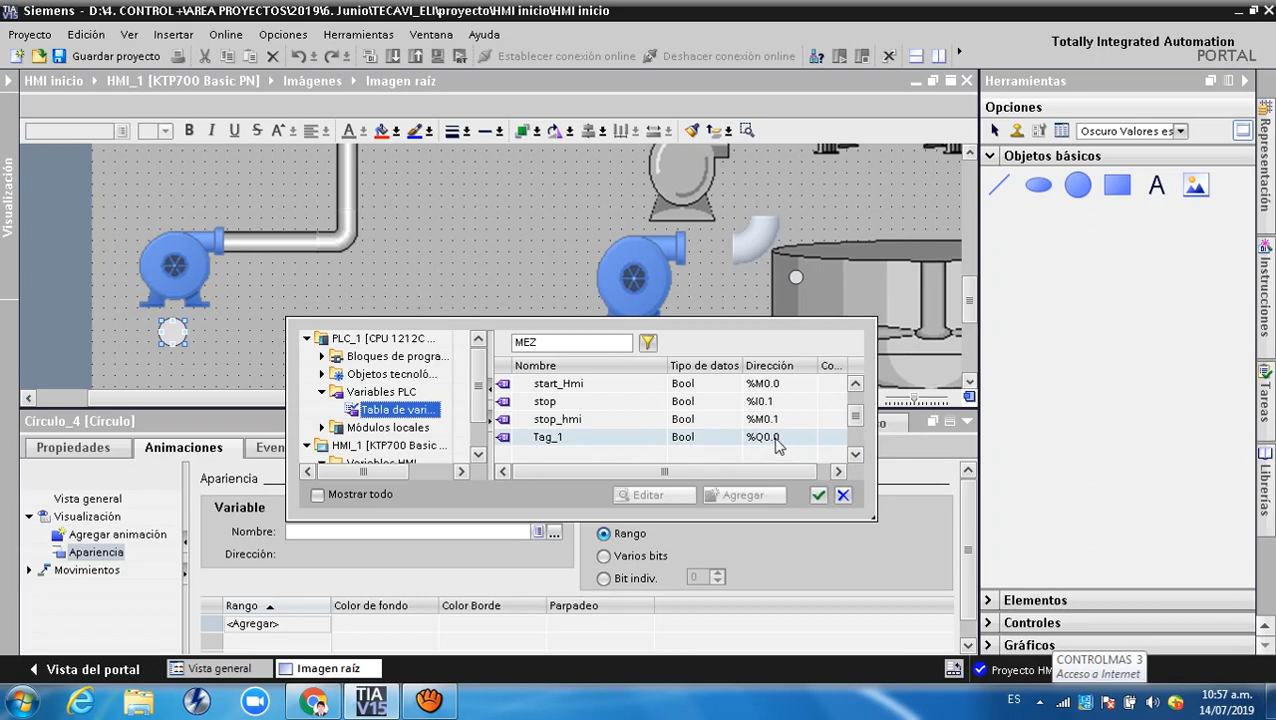 Siemens - D:\4. CONTROL +\AREA PROYECTOS\2019\6. Junio\TECAVI_ELI\proyecto\HMI inicio\HMI inicio
Proyecto Edición Ver Insertar Online Opciones Herramientas Ventana Ayuda
Totally Integrated Automation
PORTAL
Guardar proyecto Establecer conexión online Deshacer conexión online
HMI inicio HMI_1 [KTP700 Basic PN] Imágenes Imagen raíz
Herramientas
Opciones
Oscuro Valores es
Objetos básicos
Visualización
Representación
Instrucciones
Tareas
Librerías
PLC_1 [CPU 1212C ...
Bloques de progra...
Objetos tecnoló...
Variables PLC
Tabla de vari...
Módulos locales
HMI_1 [KTP700 Basic ...
Variables HMI
MEZ
Nombre Tipo de datos Dirección Co...
start_Hmi Bool %M0.0
stop Bool %I0.1
stop_hmi Bool %M0.1
Tag_1 Bool %Q0.0
Mostrar todo Editar Agregar
Círculo_4 [Círculo]
Propiedades Animaciones Even
Vista general
Visualización
Agregar animación
Apariencia
Movimientos
Apariencia
Variable
Nombre:
Dirección:
Rango
Varios bits
Bit indiv. 0
Rango Color de fondo Color Borde Parpadeo
<Agregar>
Elementos
Controles
Gráficos
Vista del portal Vista general Imagen raíz
Proyecto HM
CONTROLMAS 3
Acceso a Internet
TIA
V15
ES
10:57 a.m.
14/07/2019